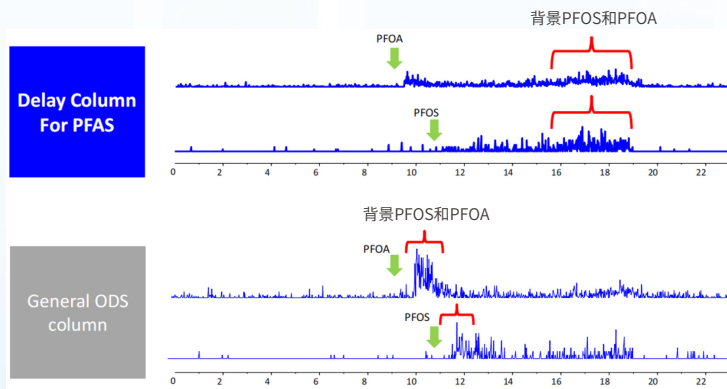 背景PFOS和PFOA
PFOA
Delay Column
For PFAS
PFOS
0 2 4 6 8 10 12 14 16 18 20 22
背景PFOS和PFOA
PFOA
General ODS
column
PFOS
0 2 4 6 8 10 12 14 16 18 20 22